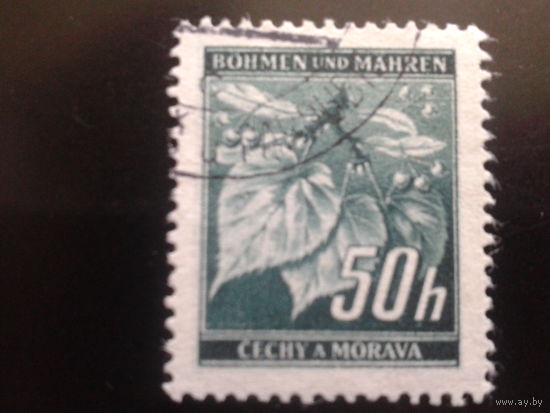 BÖHMEN UND MÄHREN
50h
ČECHY A MORAVA
www.ay.by